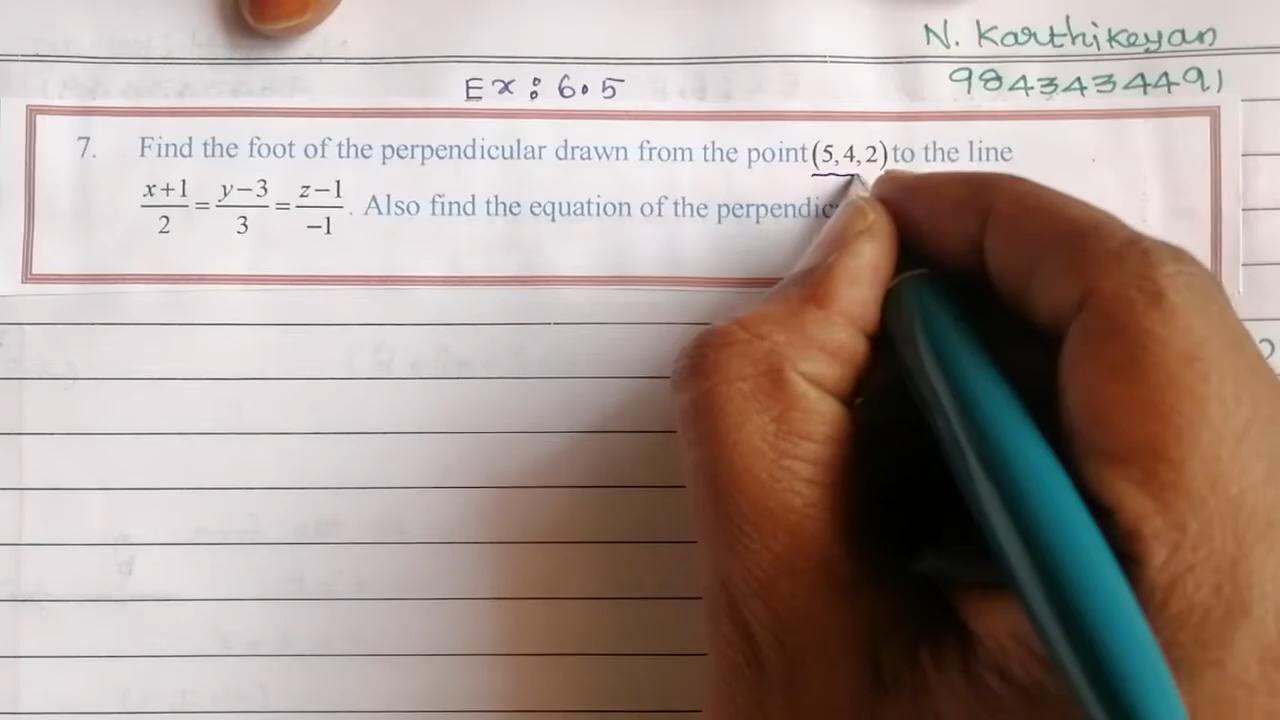 N. Karthikeyan
Ex: 6.5
9843434491
7. Find the foot of the perpendicular drawn from the point (5, 4, 2) to the line
x+1/2 = y−3/3 = z−1/−1 . Also find the equation of the